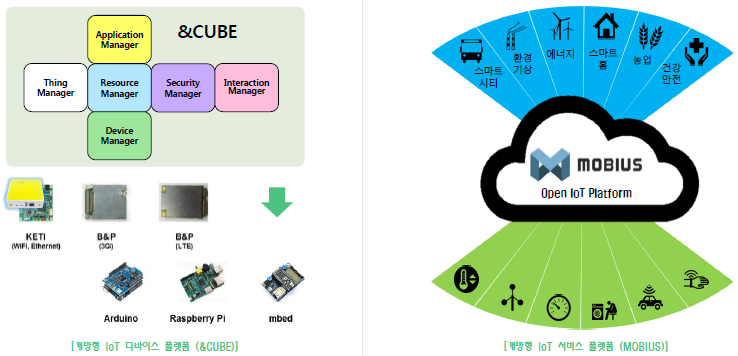 &CUBE
Application
Manager
Thing
Manager
Resource
Manager
Security
Manager
Interaction
Manager
Device
Manager
KETI
(WiFi, Ethernet)
B&P
(3G)
B&P
(LTE)
Arduino
Raspberry Pi
mbed
[개방형 IoT 디바이스 플랫폼 (&CUBE)]
스마트
시티
환경
기상
에너지
스마트
홈
농업
건강
안전
MOBIUS
Open IoT Platform
[개방형 IoT 서비스 플랫폼 (MOBIUS)]